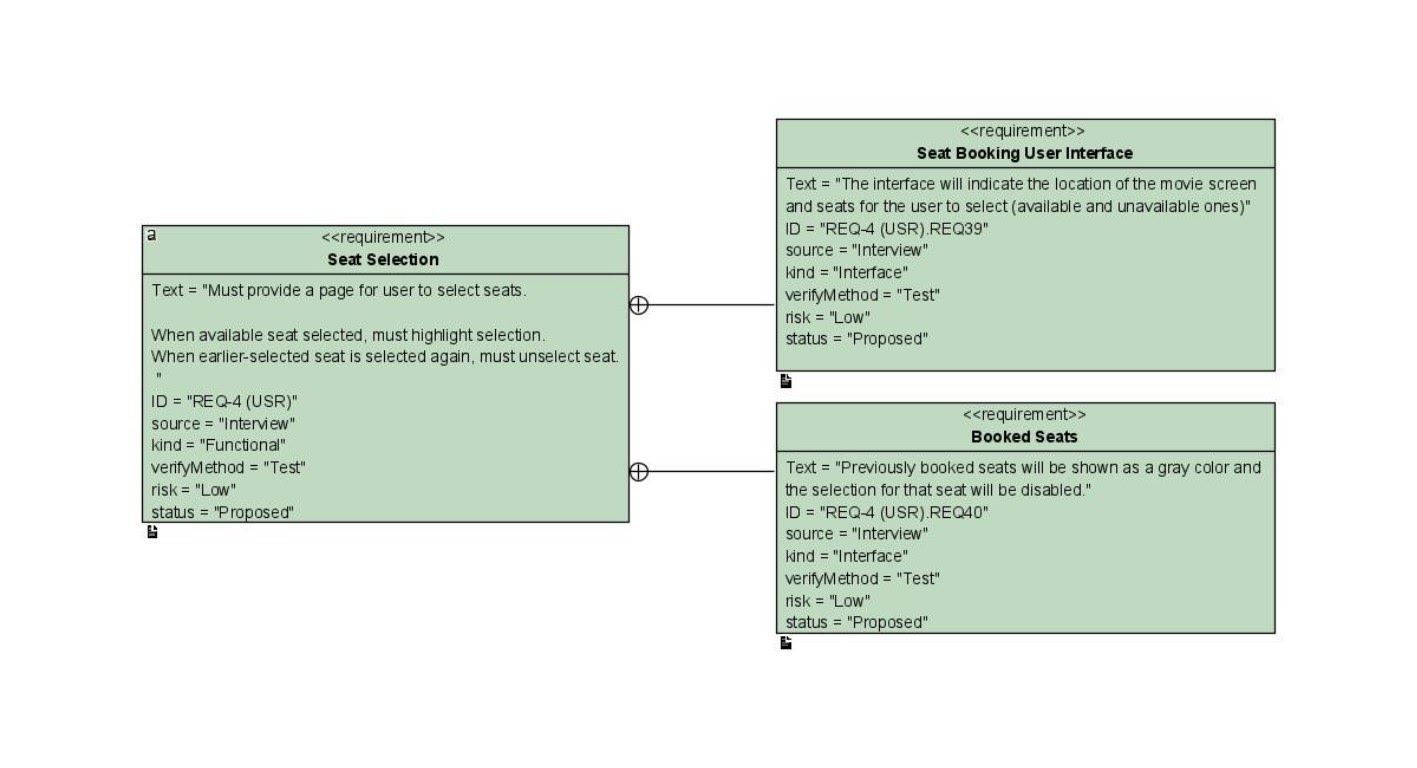 a
<<requirement>>
Seat Selection
Text = "Must provide a page for user to select seats.
When available seat selected, must highlight selection.
When earlier-selected seat is selected again, must unselect seat.
"
ID = "REQ-4 (USR)"
source = "Interview"
kind = "Functional"
verifyMethod = "Test"
risk = "Low"
status = "Proposed"
<<requirement>>
Seat Booking User Interface
Text = "The interface will indicate the location of the movie screen
and seats for the user to select (available and unavailable ones)"
ID = "REQ-4 (USR).REQ39"
source = "Interview"
kind = "Interface"
verifyMethod = "Test"
risk = "Low"
status = "Proposed"
<<requirement>>
Booked Seats
Text = "Previously booked seats will be shown as a gray color and
the selection for that seat will be disabled."
ID = "REQ-4 (USR).REQ40"
source = "Interview"
kind = "Interface"
verifyMethod = "Test"
risk = "Low"
status = "Proposed"